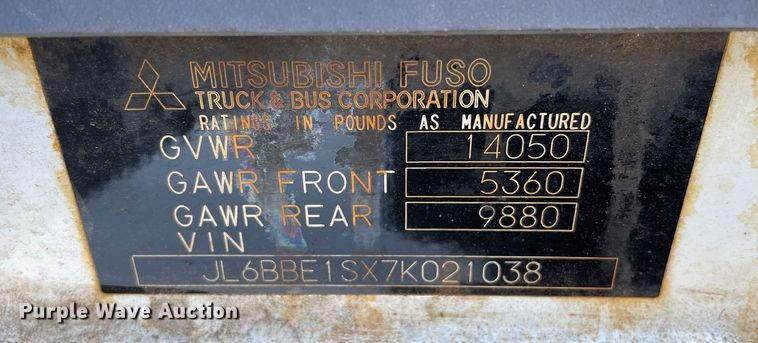 MITSUBISHI FUSO
TRUCK & BUS CORPORATION
RATINGS IN POUNDS AS MANUFACTURED
GVWR 14050
GAWR FRONT 5360
GAWR REAR 9880
VIN
JL6BBE1SX7K021038
Purple Wave Auction